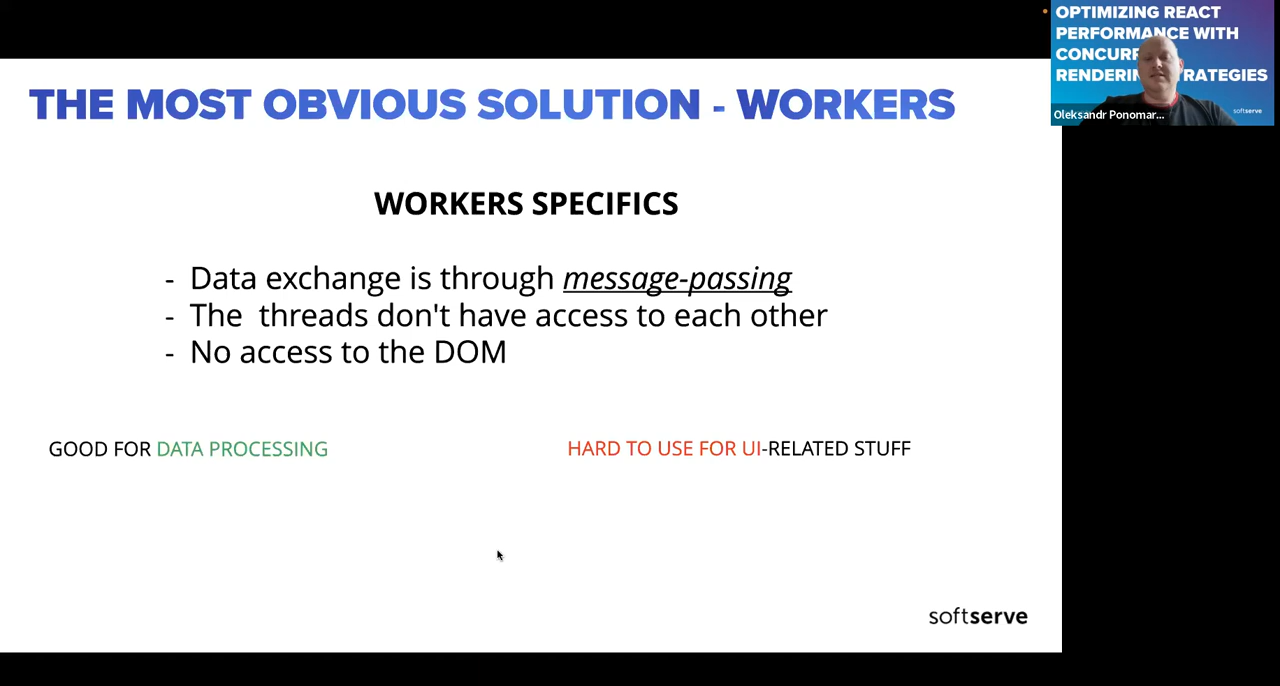 THE MOST OBVIOUS SOLUTION - WORKERS
WORKERS SPECIFICS
- Data exchange is through message-passing
- The  threads don't have access to each other
- No access to the DOM
GOOD FOR DATA PROCESSING
HARD TO USE FOR UI-RELATED STUFF
softserve
OPTIMIZING REACT
PERFORMANCE WITH
softserve
Oleksandr Ponomar...